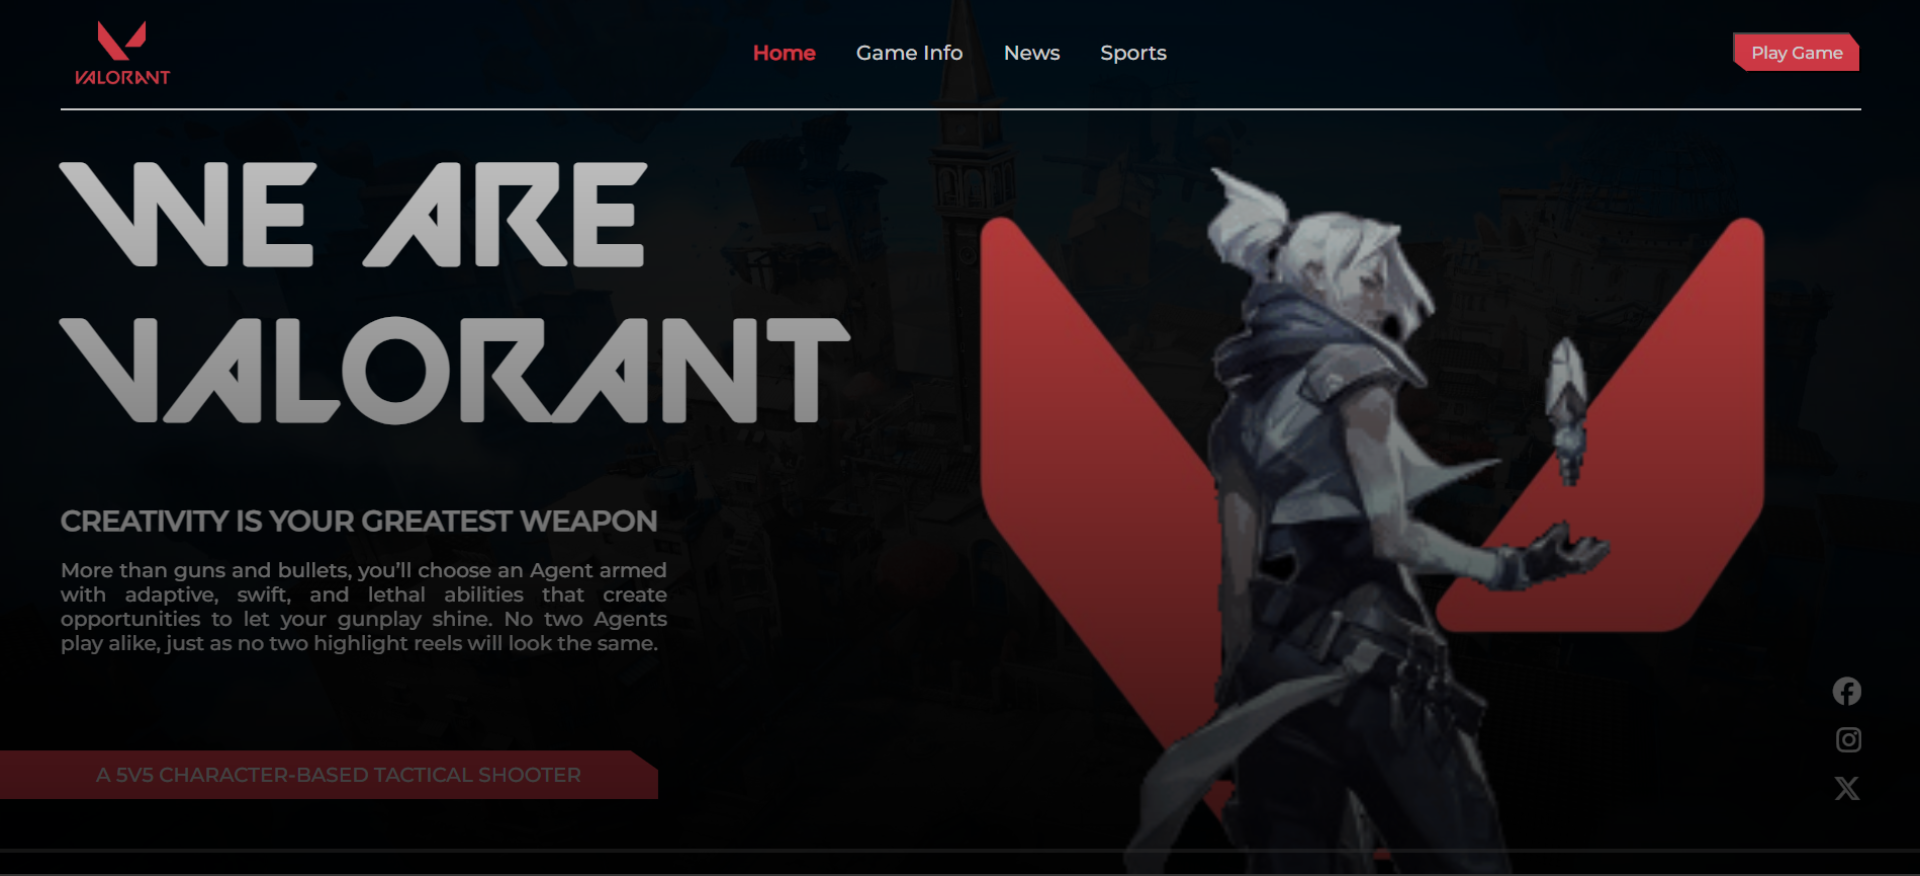 VALORANT
Home
Game Info
News
Sports
Play Game
WE ARE
VALORANT
CREATIVITY IS YOUR GREATEST WEAPON
More than guns and bullets, you’ll choose an Agent armed
with adaptive, swift, and lethal abilities that create
opportunities to let your gunplay shine. No two Agents
play alike, just as no two highlight reels will look the same.
A 5V5 CHARACTER-BASED TACTICAL SHOOTER